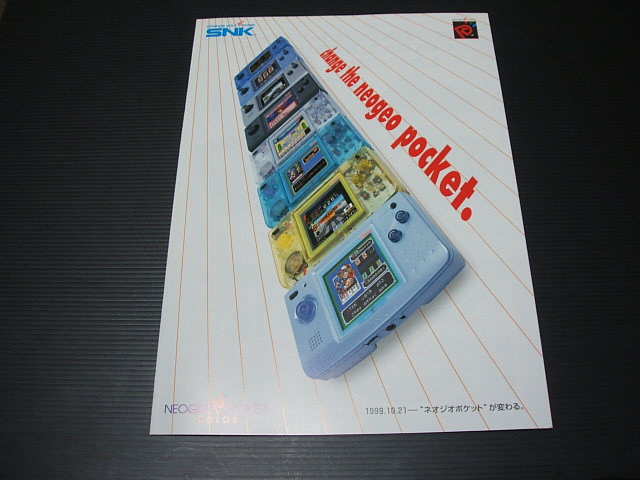 SNK
change the neogeo pocket.
NEOGEO POCKET
COLOR
1999.10.21— “ネオジオポケット”が変わる。